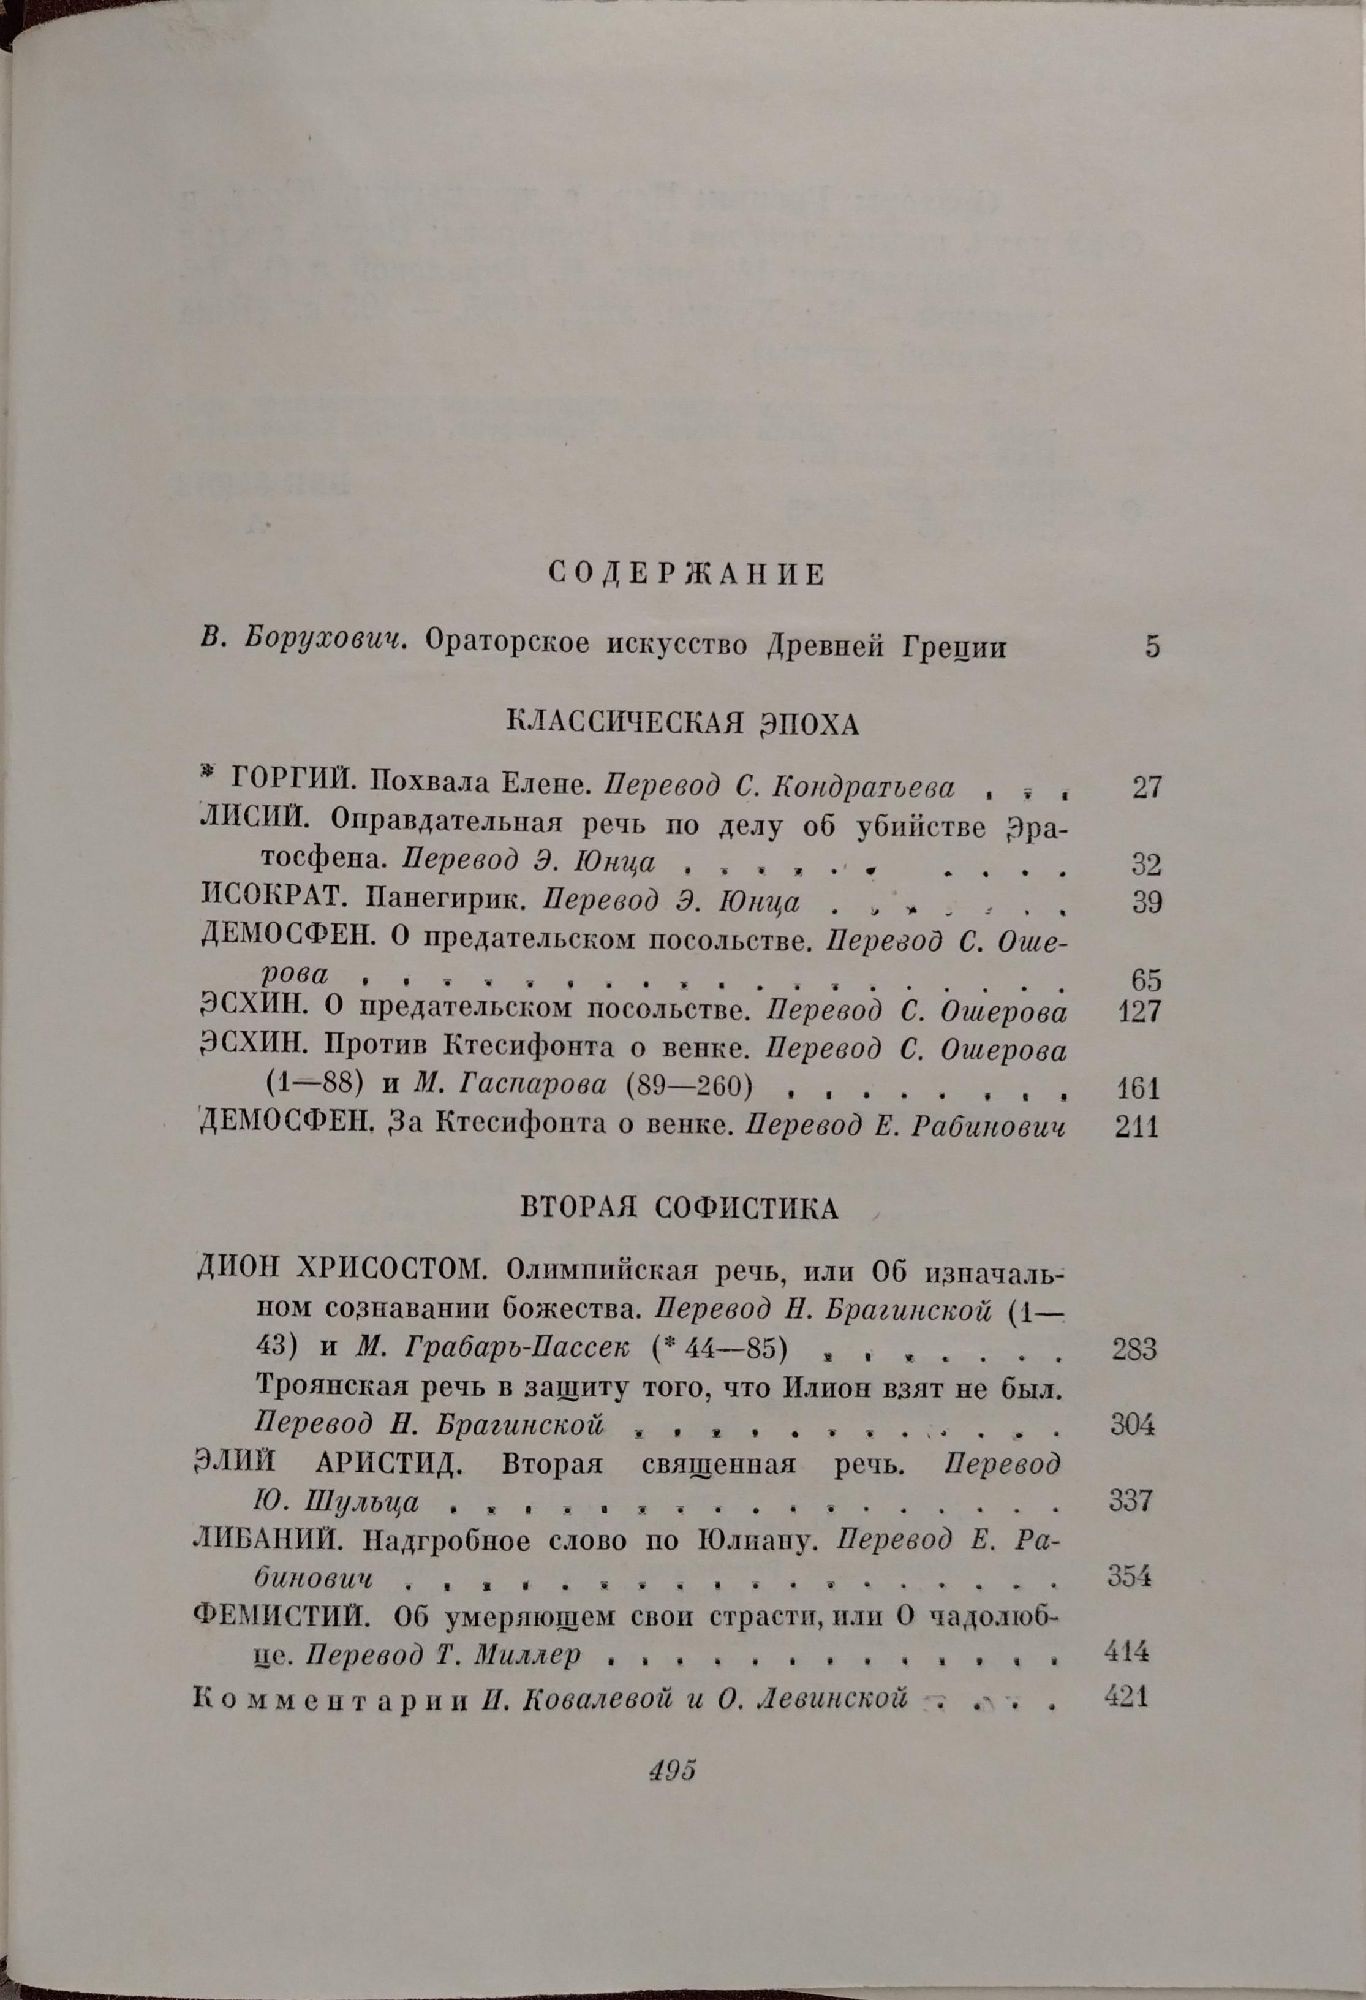 СОДЕРЖАНИЕ
В. Борухович. Ораторское искусство Древней Греции 5
КЛАССИЧЕСКАЯ ЭПОХА
* ГОРГИЙ. Похвала Елене. Перевод С. Кондратьева . . . 27
ЛИСИЙ. Оправдательная речь по делу об убийстве Эра-
тосфена. Перевод Э. Юнца . . . . . . . . . . 32
ИСОКРАТ. Панегирик. Перевод Э. Юнца . . . . . . . 39
ДЕМОСФЕН. О предательском посольстве. Перевод С. Оше-
рова . . . . . . . . . . . . . . . . . . . 65
ЭСХИН. О предательском посольстве. Перевод С. Ошерова 127
ЭСХИН. Против Ктесифонта о венке. Перевод С. Ошерова
(1—88) и М. Гаспарова (89—260) . . . . . . . . 161
ДЕМОСФЕН. За Ктесифонта о венке. Перевод Е. Рабинович 211
ВТОРАЯ СОФИСТИКА
ДИОН ХРИСОСТОМ. Олимпийская речь, или Об изначаль-
ном сознавании божества. Перевод Н. Брагинской (1—
43) и М. Грабарь-Пассек (* 44—85) . . . . . . . 283
Троянская речь в защиту того, что Илион взят не был.
Перевод Н. Брагинской . . . . . . . . . . . . 304
ЭЛИЙ АРИСТИД. Вторая священная речь. Перевод
Ю. Шульца . . . . . . . . . . . . . . . . . 337
ЛИБАНИЙ. Надгробное слово по Юлиану. Перевод Е. Ра-
бинович . . . . . . . . . . . . . . . . . . 354
ФЕМИСТИЙ. Об умеряющем свои страсти, или О чадолюб-
це. Перевод Т. Миллер . . . . . . . . . . . . . 414
Комментарии И. Ковалевой и О. Левинской . . . . 421
495